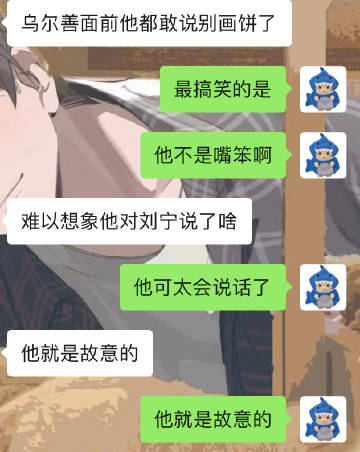 乌尔善面前他都敢说别画饼了
最搞笑的是
他不是嘴笨啊
难以想象他对刘宁说了啥
他可太会说话了
他就是故意的
他就是故意的